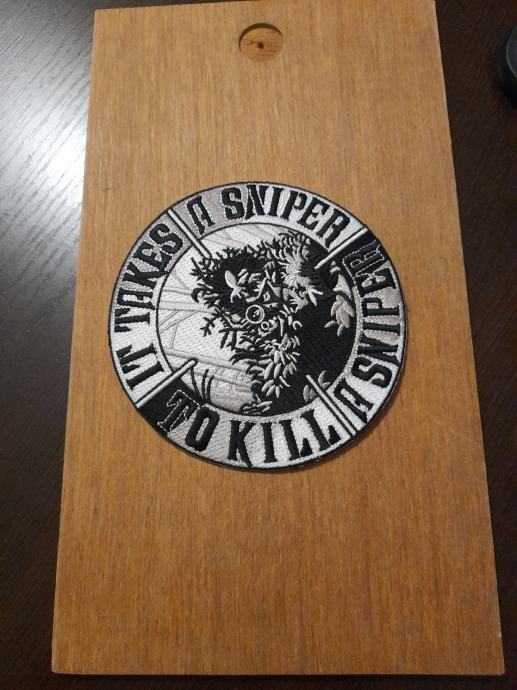 IT TAKES
A SNIPER
TO KILL
A SNIPER